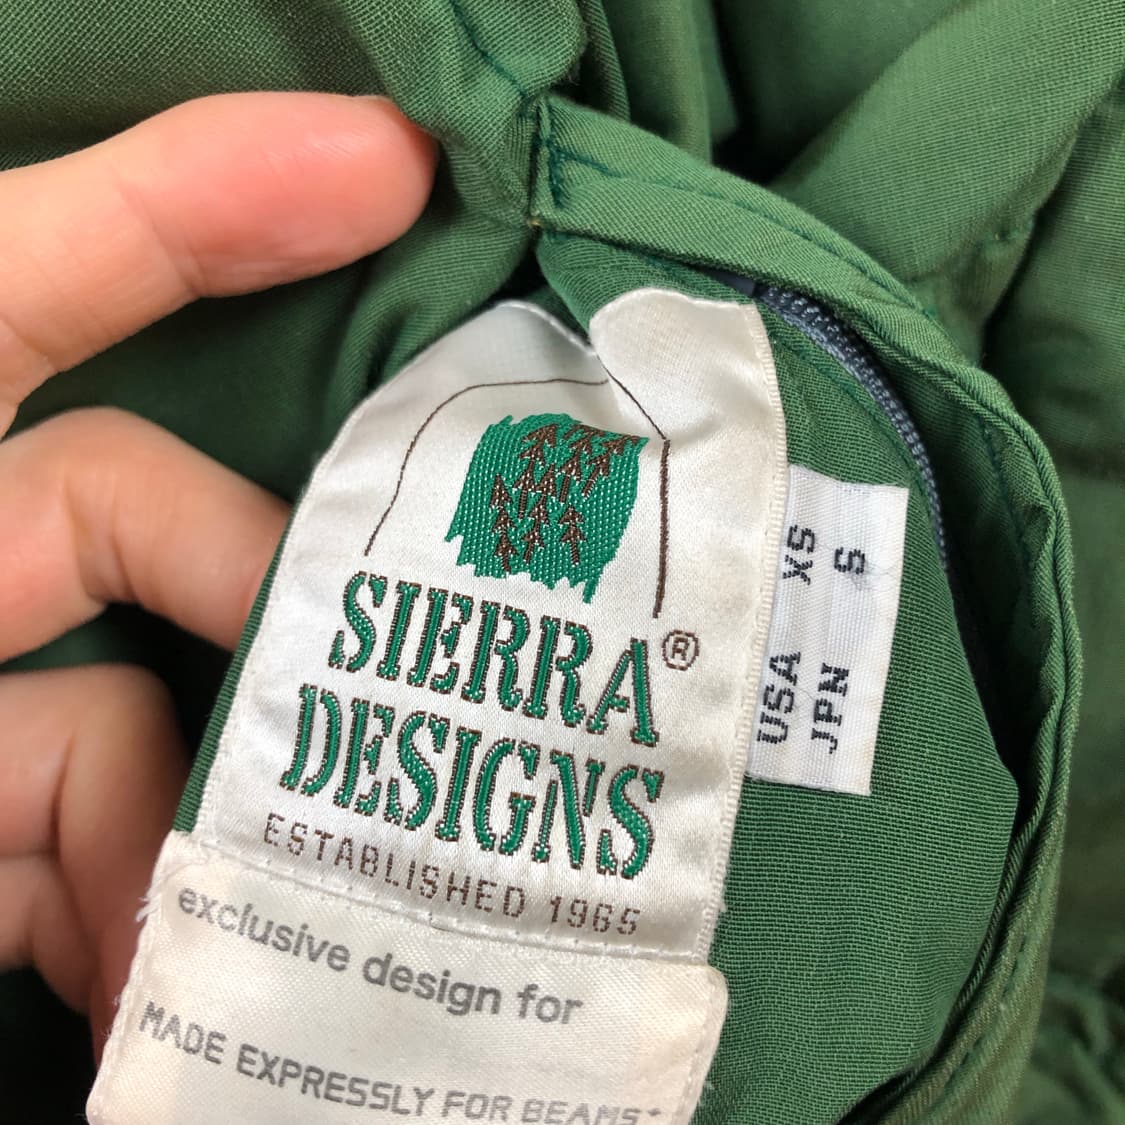 SIERRA®
DESIGNS
ESTABLISHED 1965
exclusive design for
MADE EXPRESSLY FOR BEAMS+
USA XS
JPN S